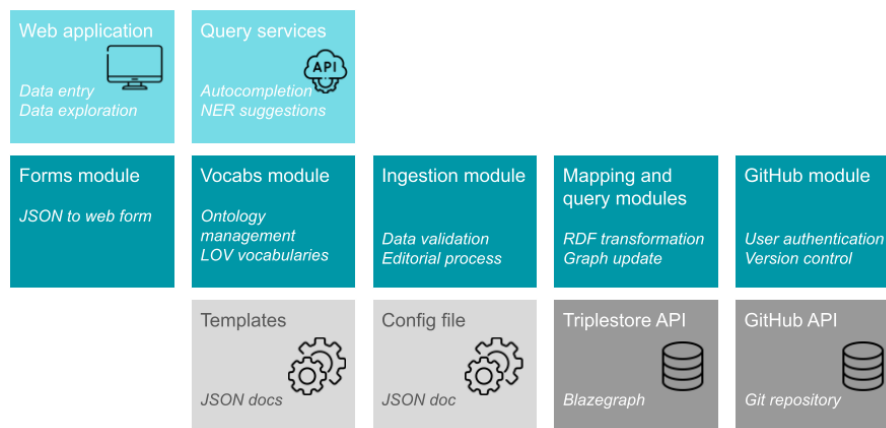 Web application
Data entry
Data exploration
Query services
API
Autocompletion
NER suggestions
Forms module
JSON to web form
Vocabs module
Ontology
management
LOV vocabularies
Ingestion module
Data validation
Editorial process
Mapping and
query modules
RDF transformation
Graph update
GitHub module
User authentication
Version control
Templates
JSON docs
Config file
JSON doc
Triplestore API
Blazegraph
GitHub API
Git repository